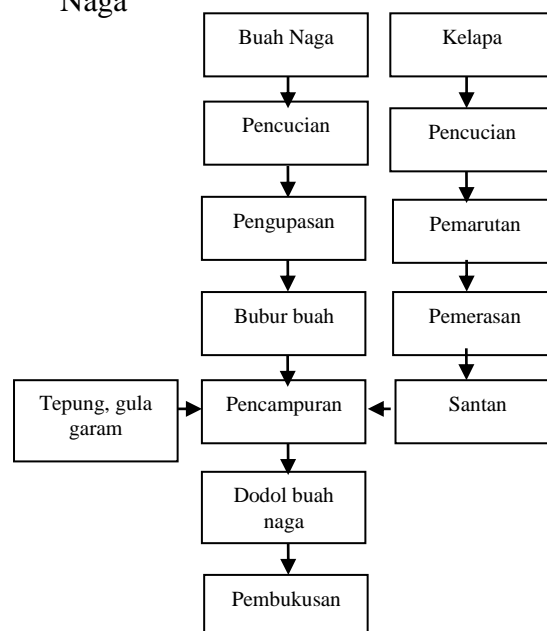 Naga
Buah Naga
Kelapa
Pencucian
Pencucian
Pengupasan
Pemarutan
Bubur buah
Pemerasan
Tepung, gula
garam
Pencampuran
Santan
Dodol buah
naga
Pembukusan